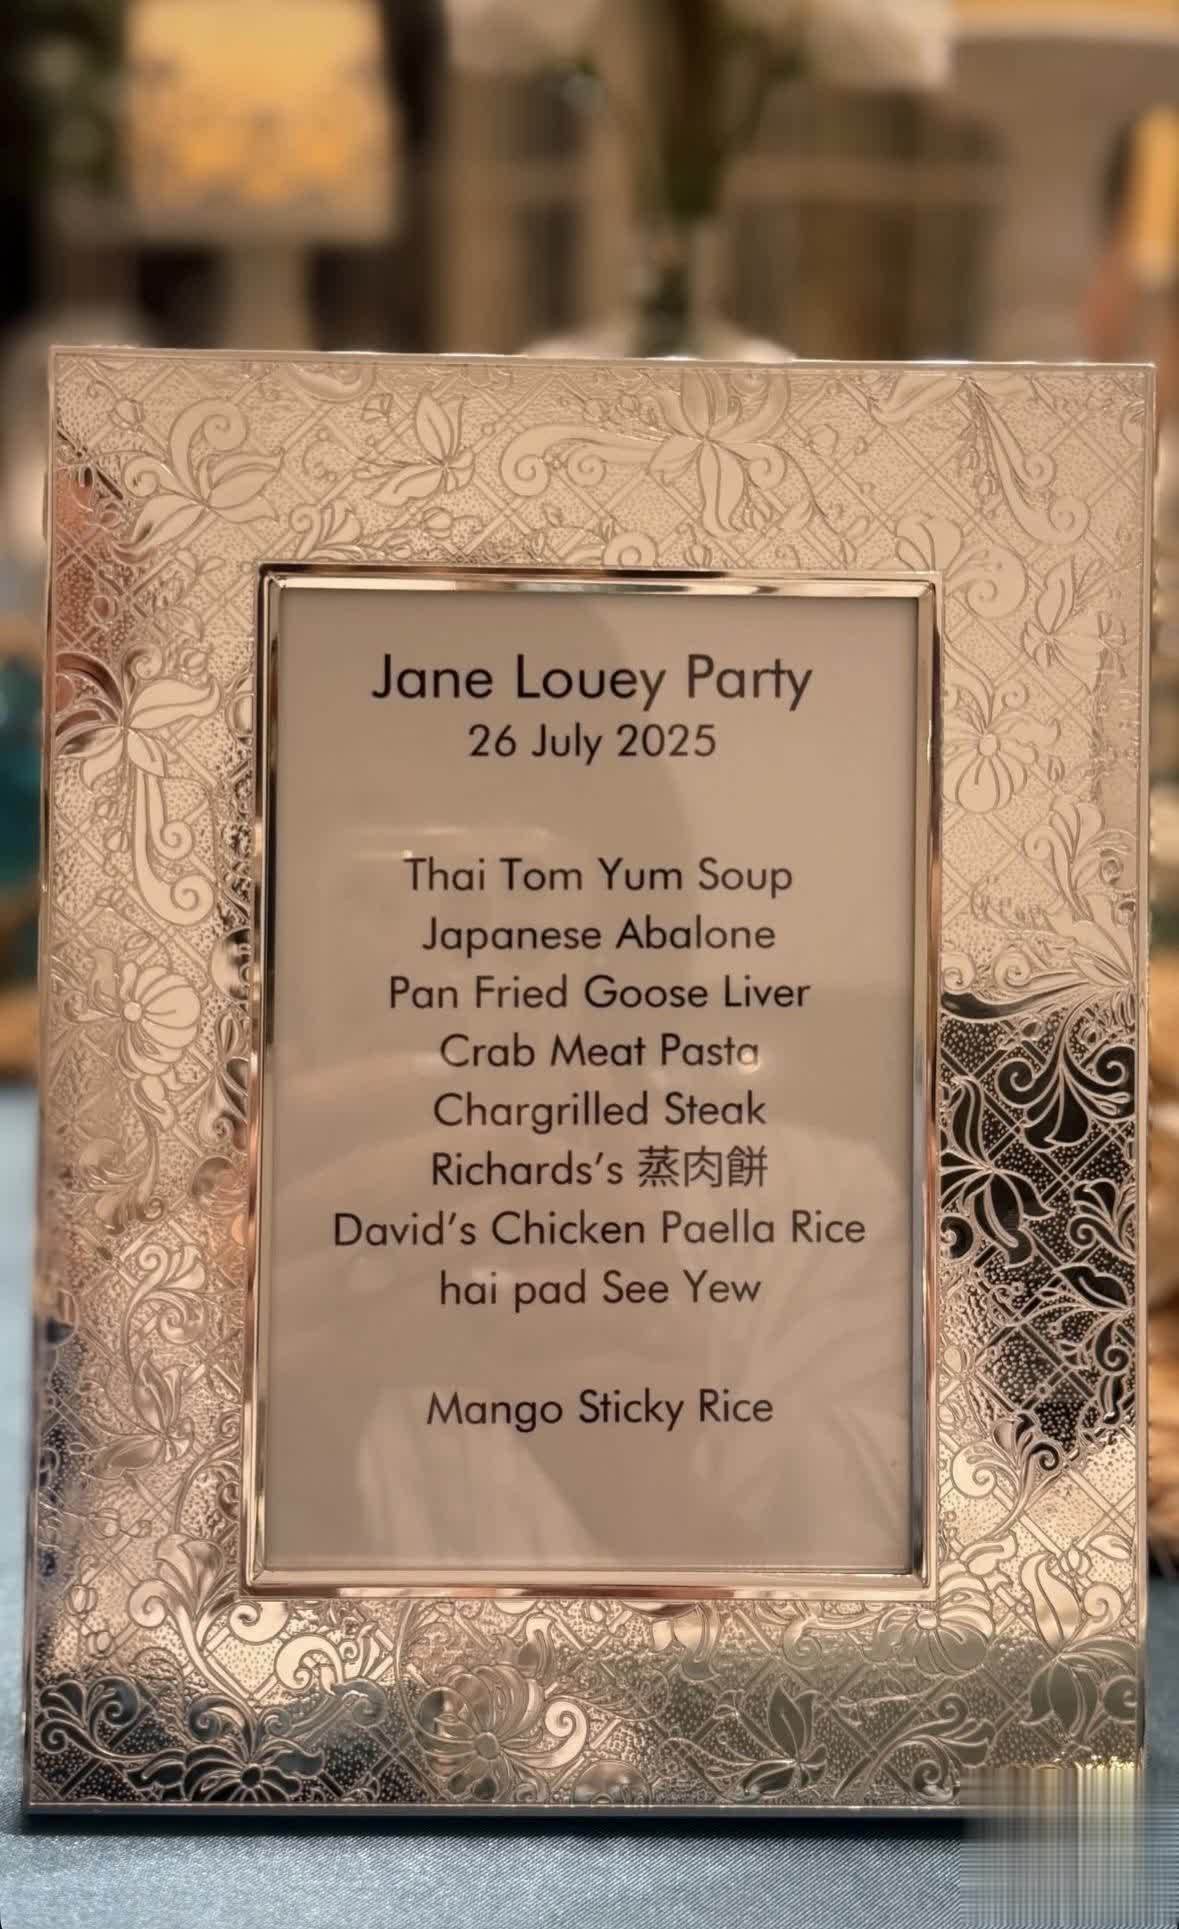 Jane Louey Party
26 July 2025
Thai Tom Yum Soup
Japanese Abalone
Pan Fried Goose Liver
Crab Meat Pasta
Chargrilled Steak
Richards's 蒸肉餅
David's Chicken Paella Rice
hai pad See Yew
Mango Sticky Rice